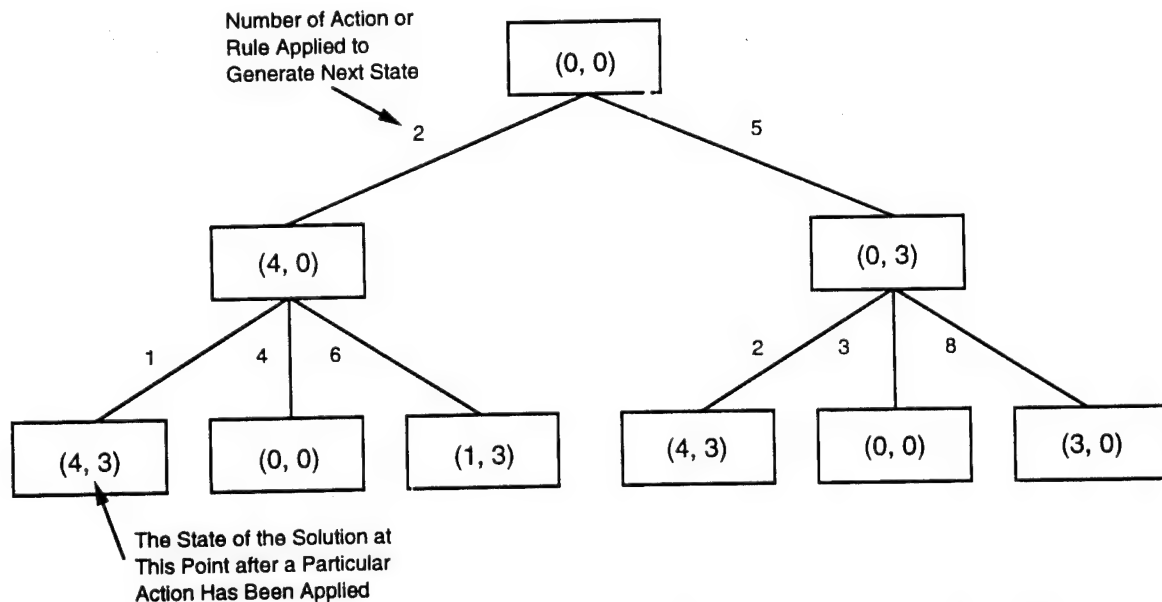 Number of Action or
Rule Applied to
Generate Next State
(0, 0)
2
5
(4, 0)
(0, 3)
1
4
6
2
3
8
(4, 3)
(0, 0)
(1, 3)
(4, 3)
(0, 0)
(3, 0)
The State of the Solution at
This Point after a Particular
Action Has Been Applied